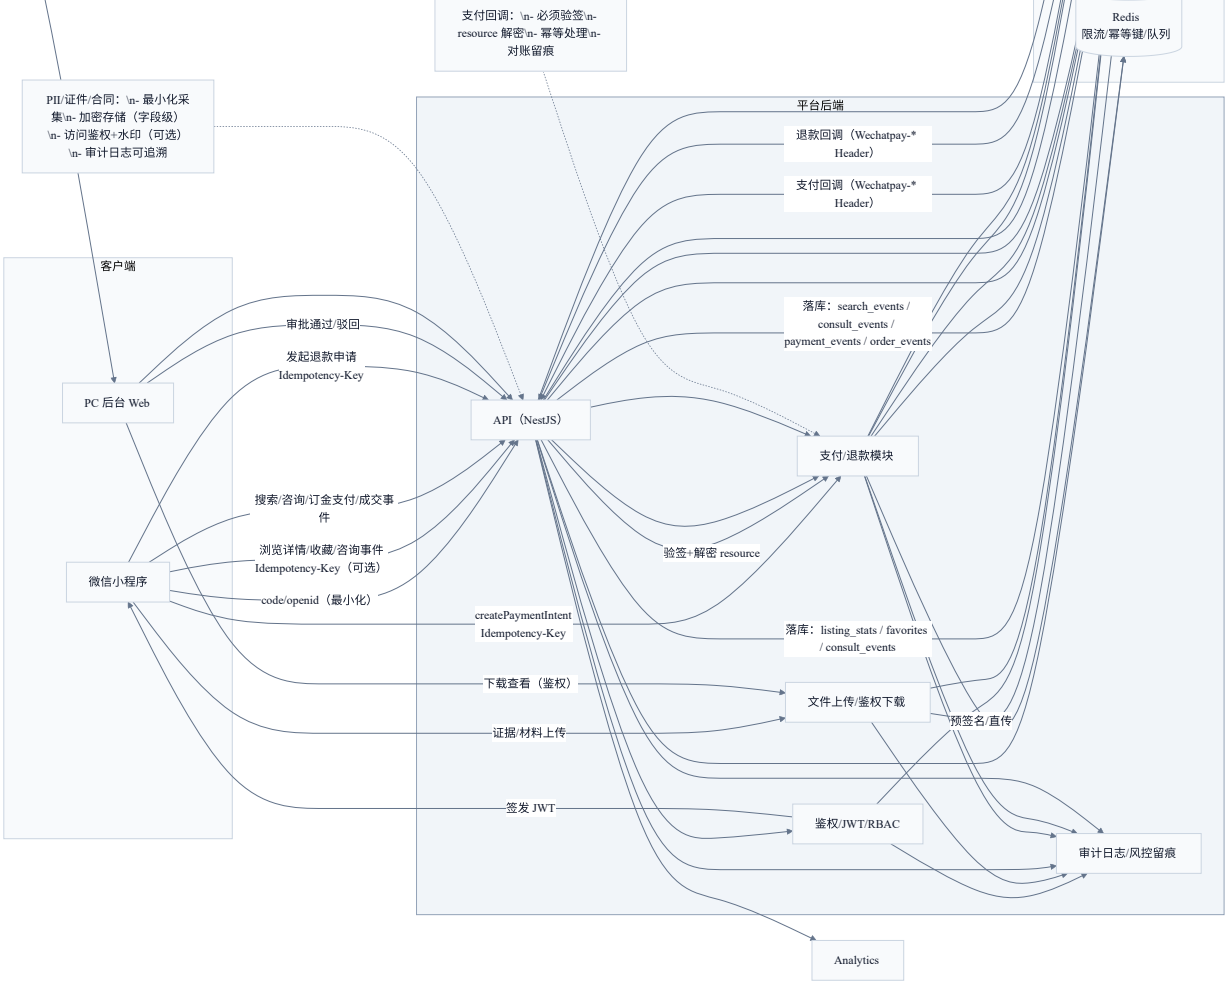 支付回调：\n- 必须验签\n-
resource 解密\n- 幂等处理\n-
对账留痕
Redis
限流/幂等键/队列
PII/证件/合同：\n- 最小化采
集\n- 加密存储（字段级）
\n- 访问鉴权+水印（可选）
\n- 审计日志可追溯
平台后端
退款回调（Wechatpay-*
Header）
支付回调（Wechatpay-*
Header）
客户端
落库：search_events /
consult_events /
payment_events / order_events
审批通过/驳回
发起退款申请
Idempotency-Key
PC 后台 Web
API（NestJS）
支付/退款模块
搜索/咨询/订金支付/成交事
件
浏览详情/收藏/咨询事件
Idempotency-Key（可选）
验签+解密 resource
微信小程序
code/openid（最小化）
createPaymentIntent
Idempotency-Key
落库：listing_stats / favorites
/ consult_events
下载查看（鉴权）
文件上传/鉴权下载
预签名/直传
证据/材料上传
签发 JWT
鉴权/JWT/RBAC
审计日志/风控留痕
Analytics